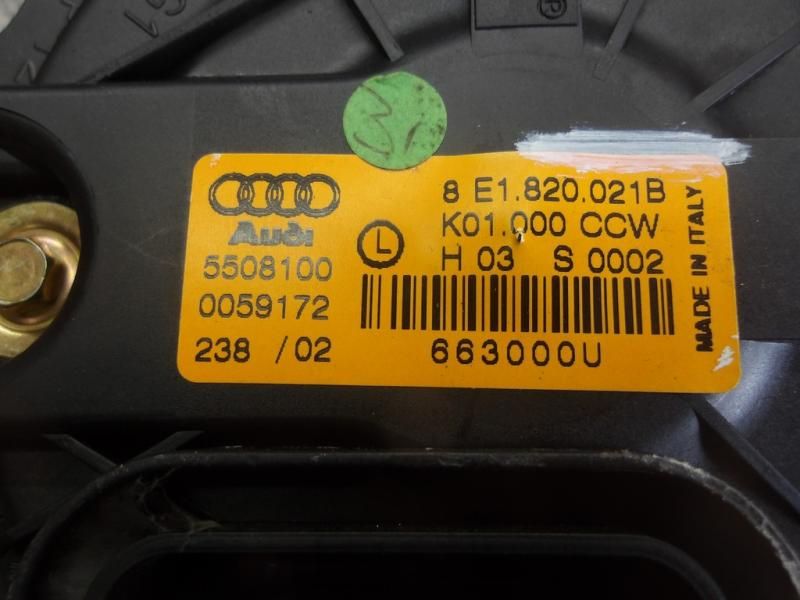 Audi
5508100
0059172
238 /02
L
8 E1.820.021B
K01.000 CCW
H 03 S 0002
663000U
MADE IN ITALY